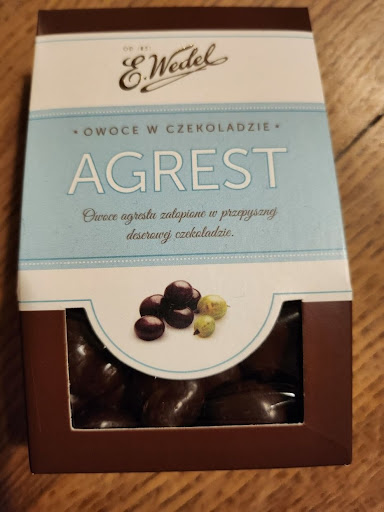 OD 1851
E. Wedel
• OWOCE W CZEKOLADZIE •
AGREST
Owoce agrestu zatopione w przepysznej
deserowej czekoladzie.